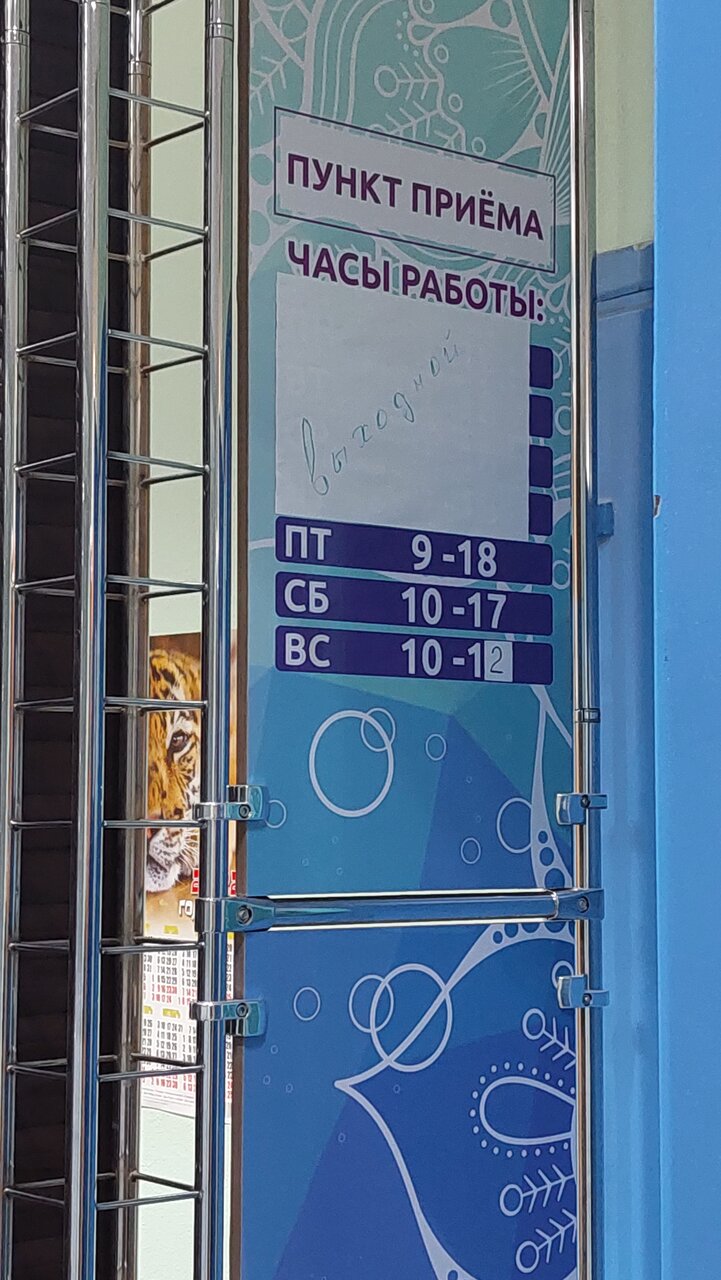 ПУНКТ ПРИЁМА
ЧАСЫ РАБОТЫ:
выходной
ПТ 9-18
СБ 10-17
ВС 10-12